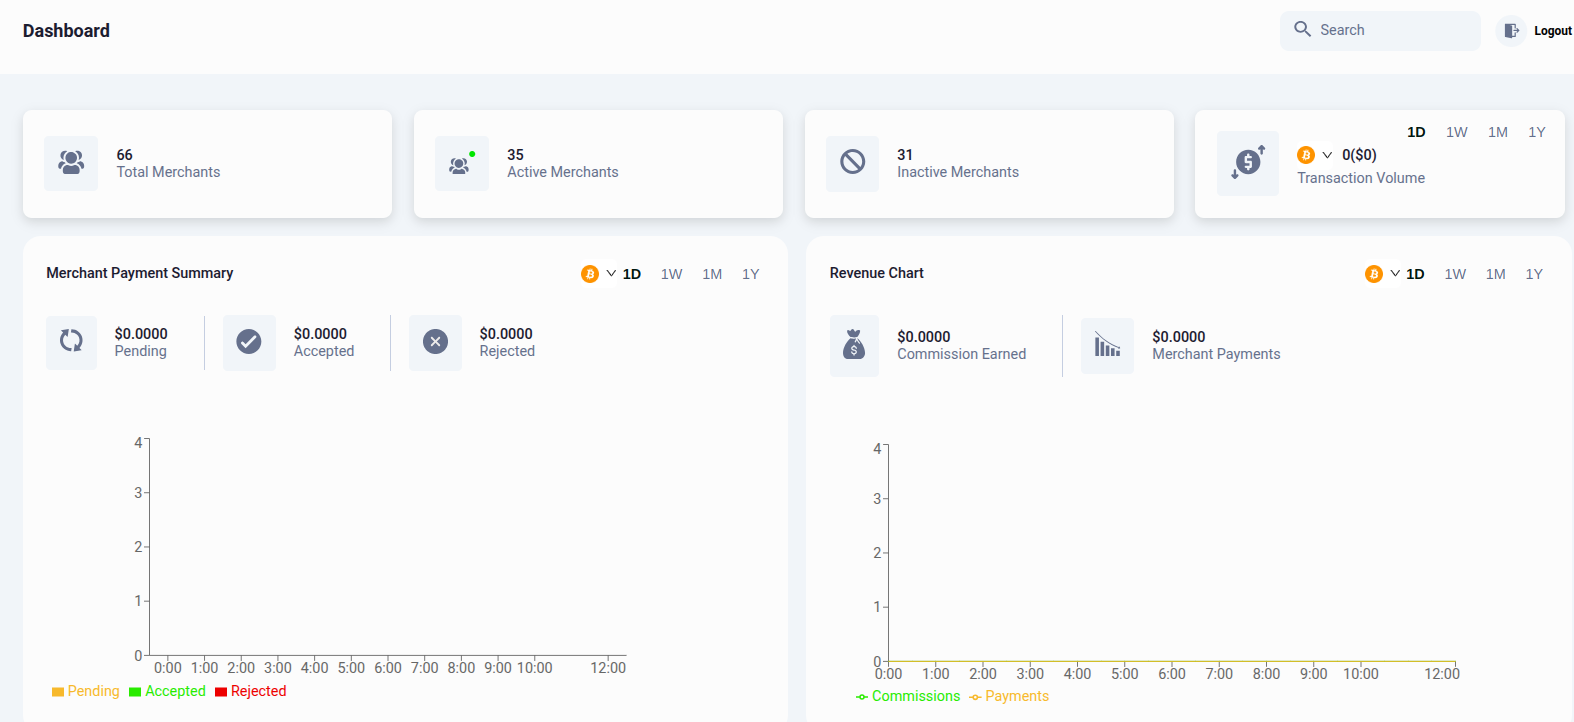 Dashboard
Search
Logout
66
Total Merchants
35
Active Merchants
31
Inactive Merchants
1D 1W 1M 1Y
0($0)
Transaction Volume
Merchant Payment Summary
1D 1W 1M 1Y
$0.0000
Pending
$0.0000
Accepted
$0.0000
Rejected
4
3
2
1
0
0:00 1:00 2:00 3:00 4:00 5:00 6:00 7:00 8:00 9:00 10:00 12:00
Pending Accepted Rejected
Revenue Chart
1D 1W 1M 1Y
$0.0000
Commission Earned
$0.0000
Merchant Payments
4
3
2
1
0
0:00 1:00 2:00 3:00 4:00 5:00 6:00 7:00 8:00 9:00 10:00 12:00
Commissions Payments